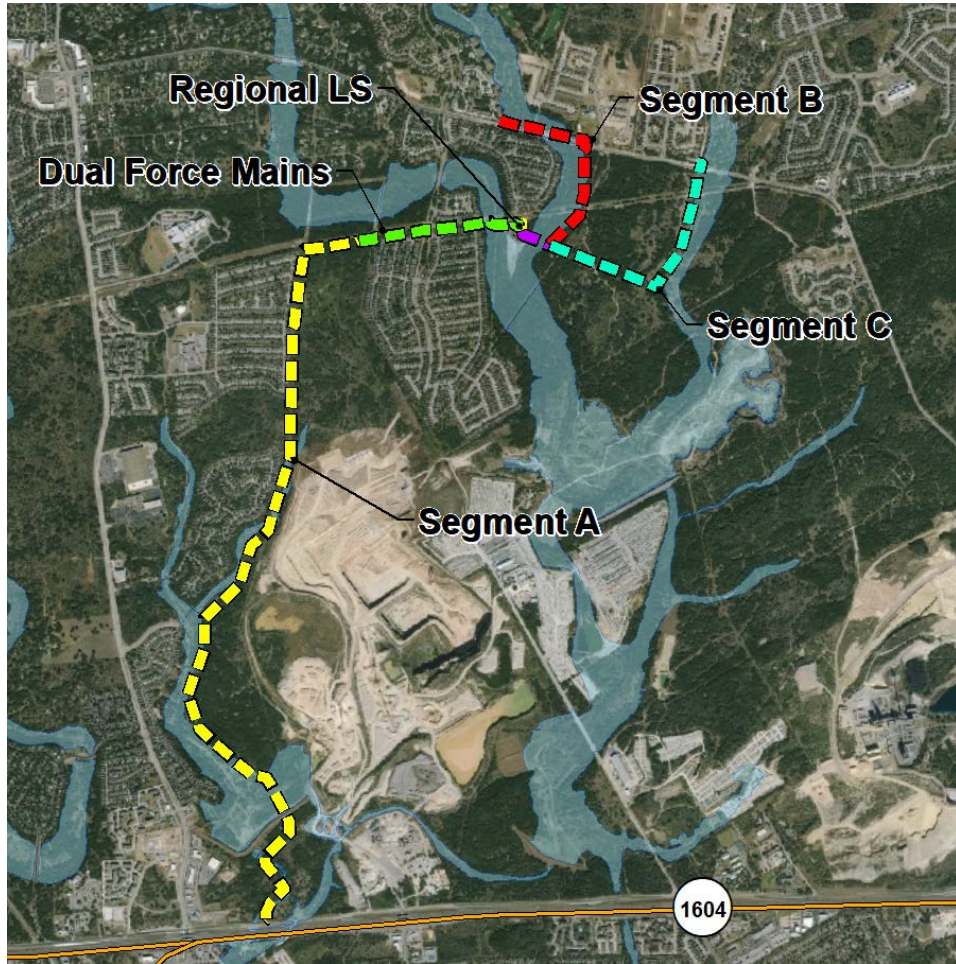 Regional LS
Segment B
Dual Force Mains
Segment C
Segment A
1604